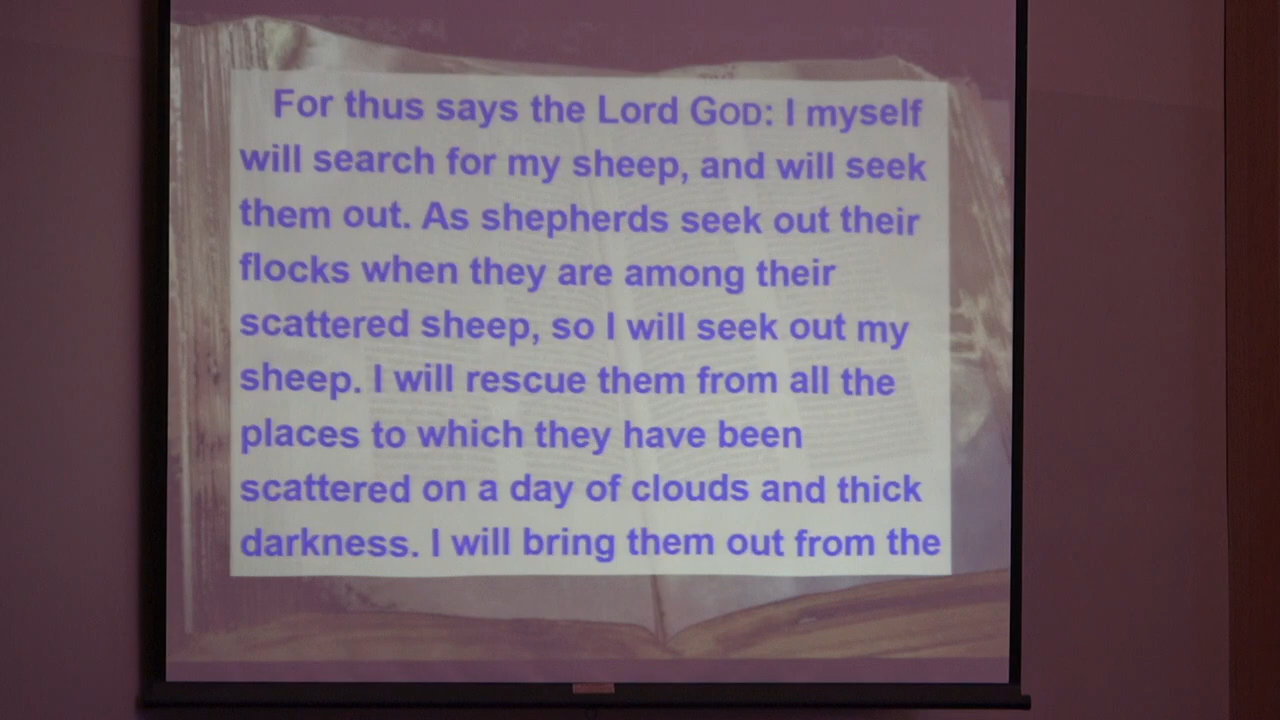 For thus says the Lord GOD: I myself
will search for my sheep, and will seek
them out. As shepherds seek out their
flocks when they are among their
scattered sheep, so I will seek out my
sheep. I will rescue them from all the
places to which they have been
scattered on a day of clouds and thick
darkness. I will bring them out from the